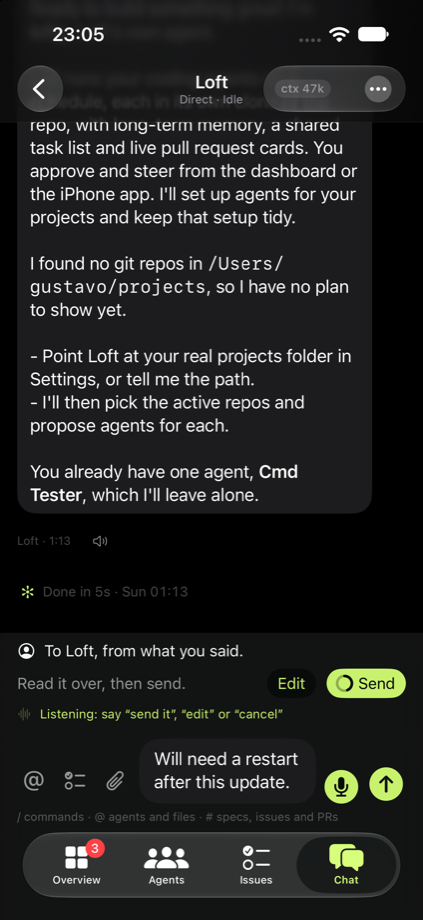 23:05
Loft
Direct · Idle
ctx 47k
repo, with long-term memory, a shared
task list and live pull request cards. You
approve and steer from the dashboard or
the iPhone app. I'll set up agents for your
projects and keep that setup tidy.
I found no git repos in /Users/
gustavo/projects, so I have no plan
to show yet.
- Point Loft at your real projects folder in
Settings, or tell me the path.
- I'll then pick the active repos and
propose agents for each.
You already have one agent, Cmd
Tester, which I'll leave alone.
Loft · 1:13
Done in 5s · Sun 01:13
To Loft, from what you said.
Read it over, then send.
Edit
Send
Listening: say “send it”, “edit” or “cancel”
Will need a restart
after this update.
/ commands · @ agents and files · # specs, issues and PRs
3
Overview
Agents
Issues
Chat